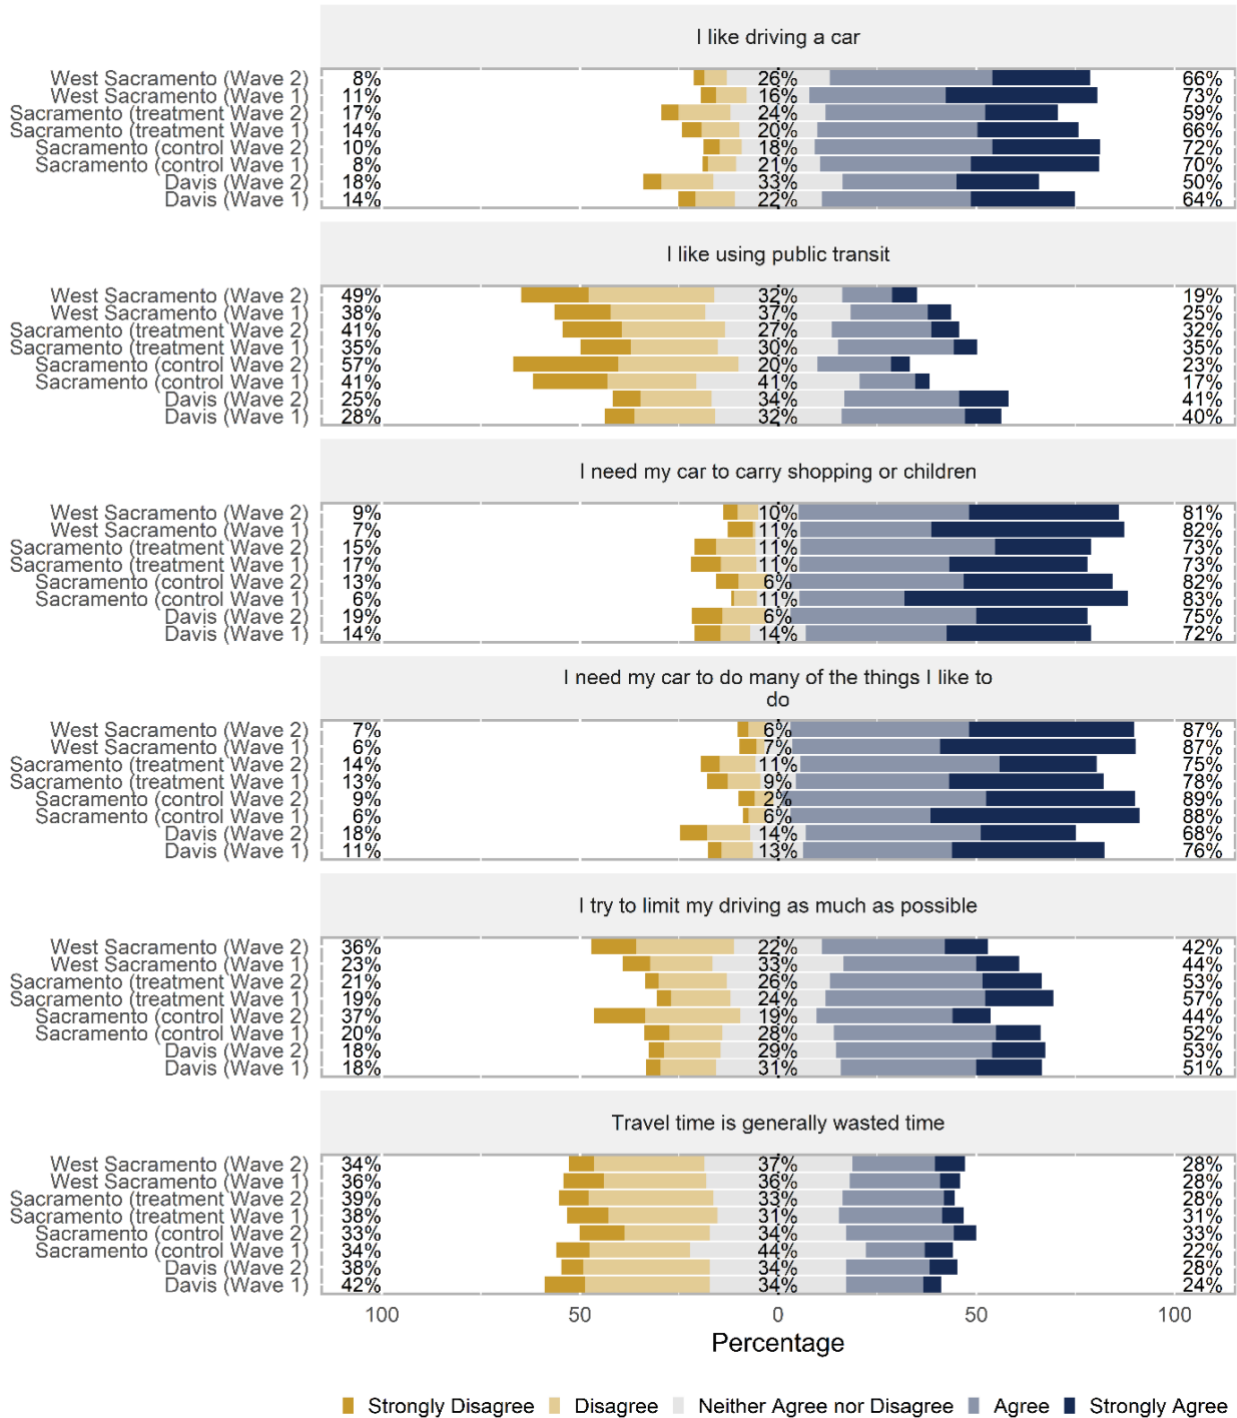 I like driving a car
West Sacramento (Wave 2) 8% 26% 66%
West Sacramento (Wave 1) 11% 16% 73%
Sacramento (treatment Wave 2) 17% 24% 59%
Sacramento (treatment Wave 1) 14% 20% 66%
Sacramento (control Wave 2) 10% 18% 72%
Sacramento (control Wave 1) 8% 21% 70%
Davis (Wave 2) 18% 33% 50%
Davis (Wave 1) 14% 22% 64%
I like using public transit
West Sacramento (Wave 2) 49% 32% 19%
West Sacramento (Wave 1) 38% 37% 25%
Sacramento (treatment Wave 2) 41% 27% 32%
Sacramento (treatment Wave 1) 35% 30% 35%
Sacramento (control Wave 2) 57% 20% 23%
Sacramento (control Wave 1) 41% 41% 17%
Davis (Wave 2) 25% 34% 41%
Davis (Wave 1) 28% 32% 40%
I need my car to carry shopping or children
West Sacramento (Wave 2) 9% 10% 81%
West Sacramento (Wave 1) 7% 11% 82%
Sacramento (treatment Wave 2) 15% 11% 73%
Sacramento (treatment Wave 1) 17% 11% 73%
Sacramento (control Wave 2) 13% 6% 82%
Sacramento (control Wave 1) 6% 11% 83%
Davis (Wave 2) 19% 6% 75%
Davis (Wave 1) 14% 14% 72%
I need my car to do many of the things I like to
do
West Sacramento (Wave 2) 7% 6% 87%
West Sacramento (Wave 1) 6% 7% 87%
Sacramento (treatment Wave 2) 14% 11% 75%
Sacramento (treatment Wave 1) 13% 9% 78%
Sacramento (control Wave 2) 9% 2% 89%
Sacramento (control Wave 1) 6% 6% 88%
Davis (Wave 2) 18% 14% 68%
Davis (Wave 1) 11% 13% 76%
I try to limit my driving as much as possible
West Sacramento (Wave 2) 36% 22% 42%
West Sacramento (Wave 1) 23% 33% 44%
Sacramento (treatment Wave 2) 21% 26% 53%
Sacramento (treatment Wave 1) 19% 24% 57%
Sacramento (control Wave 2) 37% 19% 44%
Sacramento (control Wave 1) 20% 28% 52%
Davis (Wave 2) 18% 29% 53%
Davis (Wave 1) 18% 31% 51%
Travel time is generally wasted time
West Sacramento (Wave 2) 34% 37% 28%
West Sacramento (Wave 1) 36% 36% 28%
Sacramento (treatment Wave 2) 39% 33% 28%
Sacramento (treatment Wave 1) 38% 31% 31%
Sacramento (control Wave 2) 33% 34% 33%
Sacramento (control Wave 1) 34% 44% 22%
Davis (Wave 2) 38% 34% 28%
Davis (Wave 1) 42% 34% 24%
100 50 0 50 100
Percentage
Strongly Disagree Disagree Neither Agree nor Disagree Agree Strongly Agree